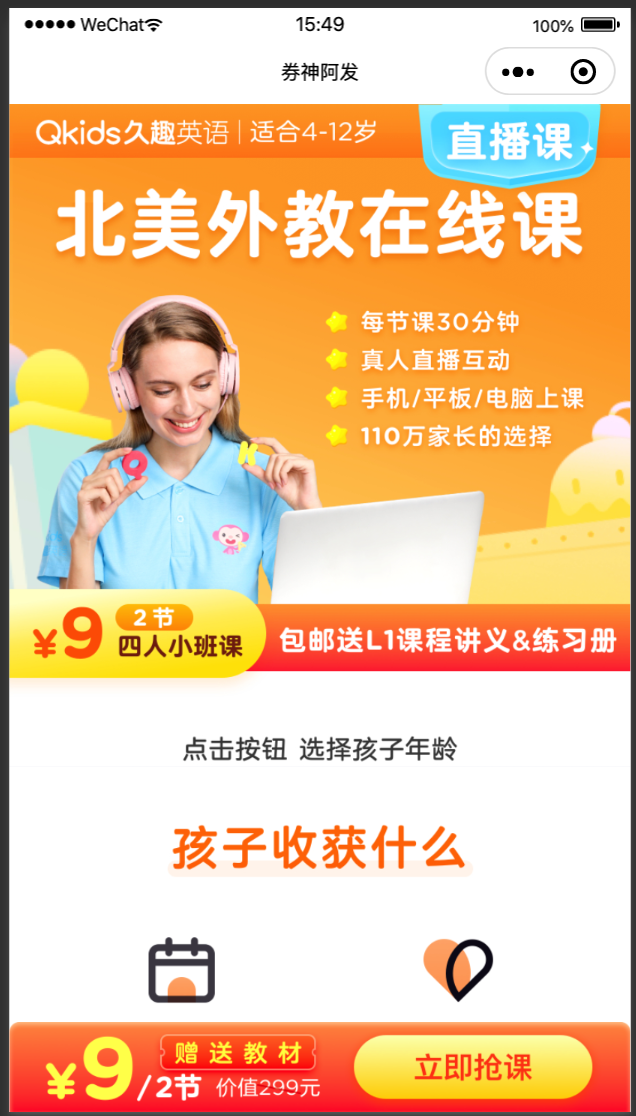 ●●●●● WeChat 15:49 100%
券神阿发
Qkids久趣英语|适合4-12岁 直播课
北美外教在线课
每节课30分钟
真人直播互动
手机/平板/电脑上课
110万家长的选择
Q K
¥9 2节 四人小班课
包邮送L1课程讲义&练习册
点击按钮 选择孩子年龄
孩子收获什么
¥9/2节 赠送教材 价值299元
立即抢课